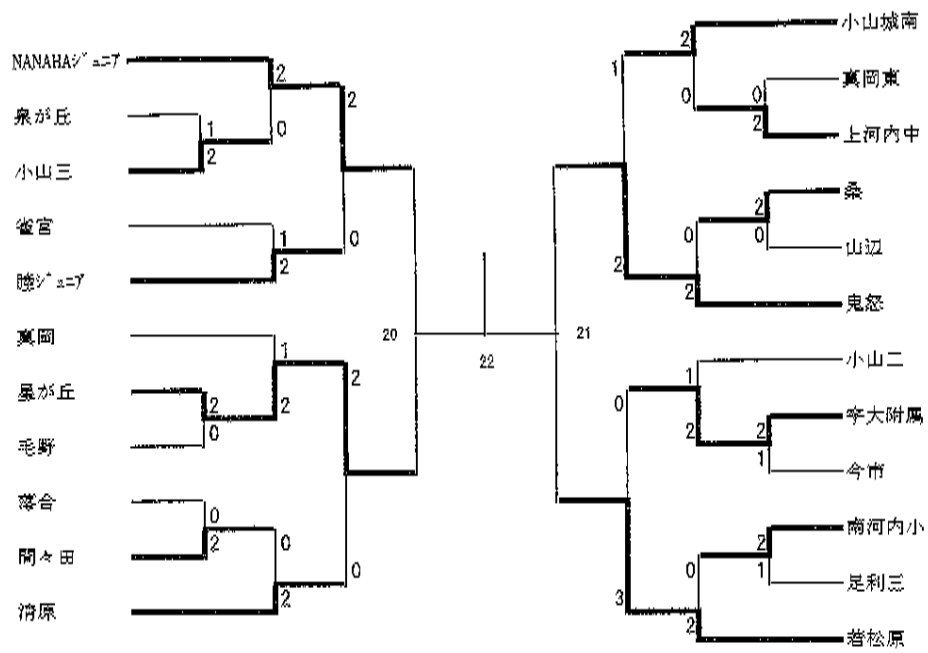 NANAHAジュニア
2
2
泉が丘
1
0
小山三
2
雀宮
1
0
瞳ジュニア
2
真岡
1
星が丘
2
2
2
毛野
0
落合
0
間々田
2
0
0
清原
2
20
22
21
小山城南
2
1
真岡東
0
0
上河内中
2
桑
2
山辺
0
0
鬼怒
2
2
小山二
1
0
宇大附属
2
2
今市
1
南河内小
2
足利三
1
0
3
若松原
2